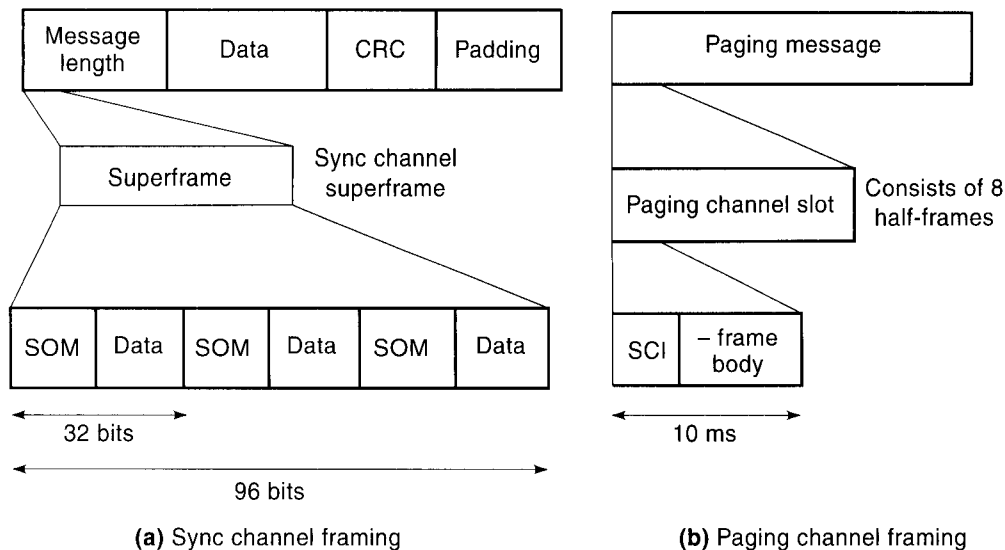 Message
length
Data
CRC
Padding
Superframe
Sync channel
superframe
SOM
Data
SOM
Data
SOM
Data
32 bits
96 bits
(a) Sync channel framing
Paging message
Paging channel slot
Consists of 8
half-frames
SCI
– frame
body
10 ms
(b) Paging channel framing